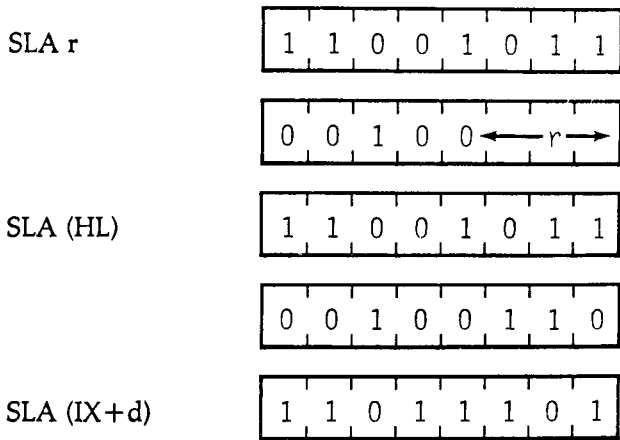 SLA r 1 1 0 0 1 0 1 1
0 0 1 0 0 r
SLA (HL) 1 1 0 0 1 0 1 1
0 0 1 0 0 1 1 0
SLA (IX+d) 1 1 0 1 1 1 0 1